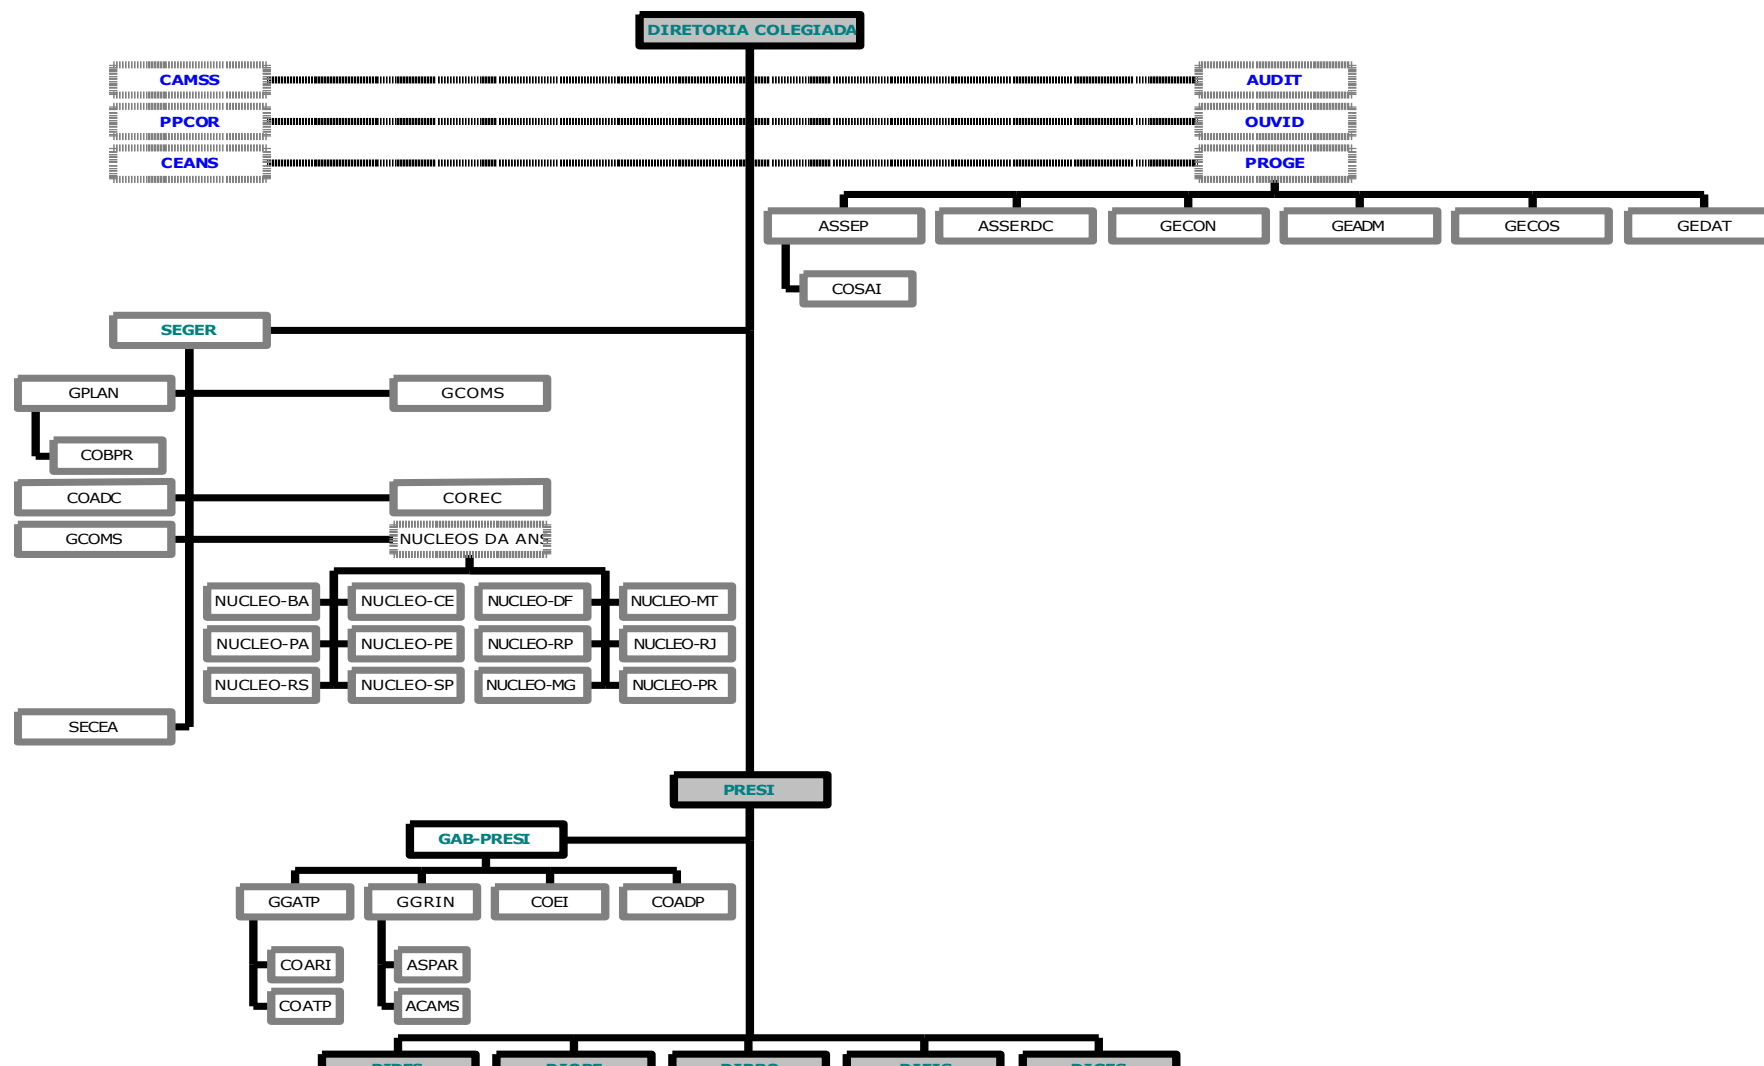 DIRETORIA COLEGIADA
CAMSS
AUDIT
PPCOR
OUVID
CEANS
PROGE
ASSEP
ASSERDC
GECON
GEADM
GECOS
GEDAT
COSAI
SEGER
GPLAN
GCOMS
COBPR
COADC
COREC
GCOMS
NUCLEOS DA ANS
NUCLEO-BA
NUCLEO-CE
NUCLEO-DF
NUCLEO-MT
NUCLEO-PA
NUCLEO-PE
NUCLEO-RP
NUCLEO-RJ
NUCLEO-RS
NUCLEO-SP
NUCLEO-MG
NUCLEO-PR
SECEA
PRESI
GAB-PRESI
GGATP
GGRIN
COEI
COADP
COARI
ASPAR
COATP
ACAMS